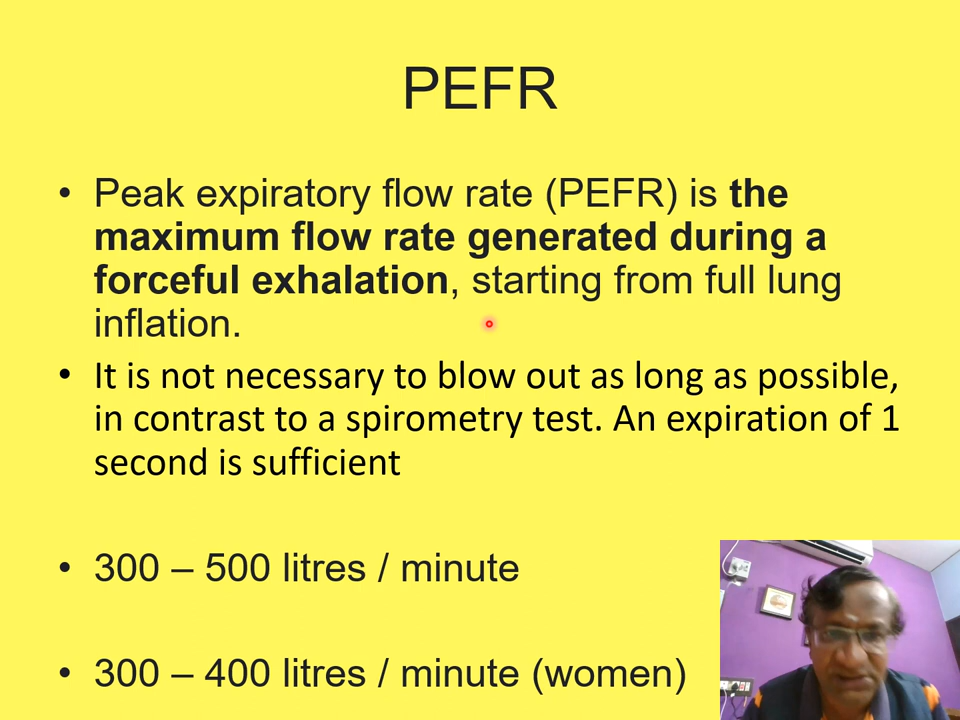 PEFR
• Peak expiratory flow rate (PEFR) is the
maximum flow rate generated during a
forceful exhalation, starting from full lung
inflation.
• It is not necessary to blow out as long as possible,
in contrast to a spirometry test. An expiration of 1
second is sufficient
• 300 – 500 litres / minute
• 300 – 400 litres / minute (women)